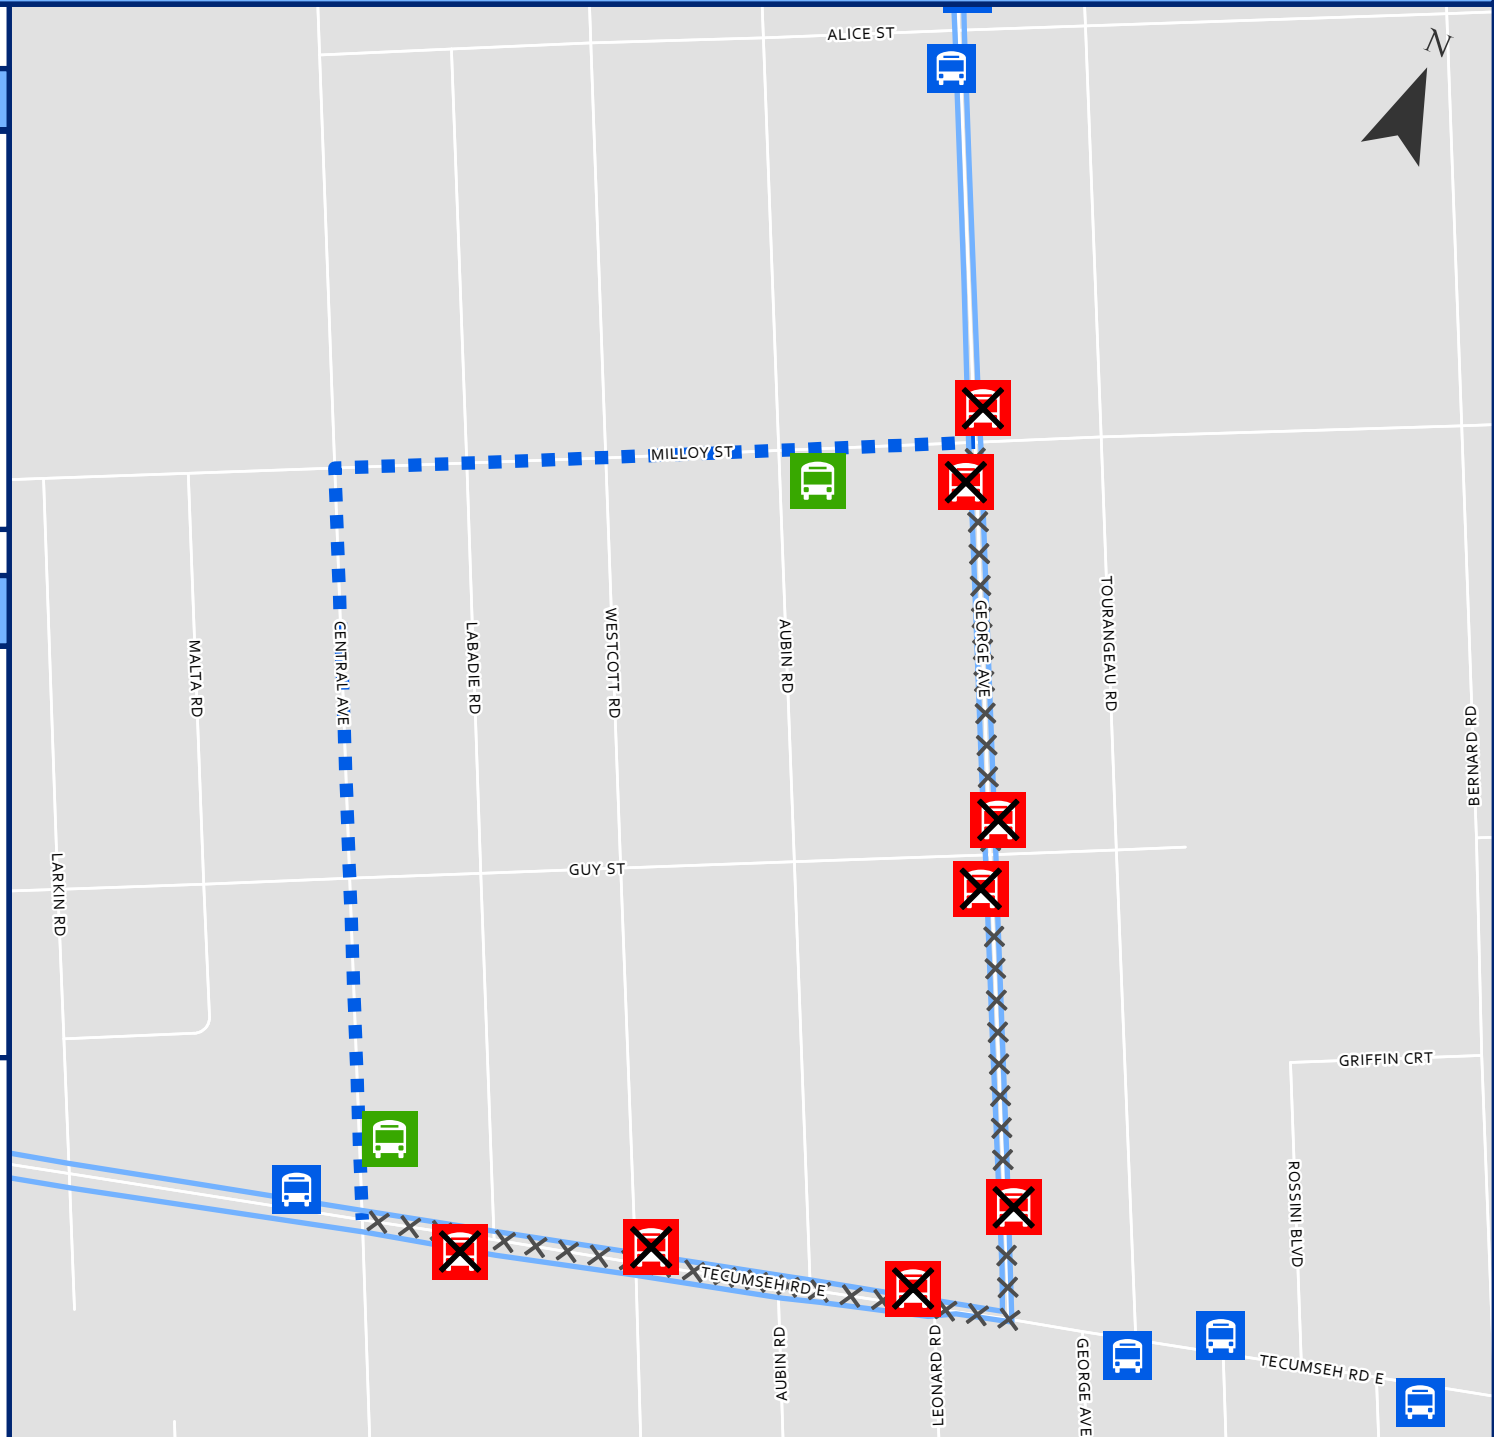 ALICE ST
N
MILLOY ST
MALTA RD
CENTRAL AVE
LABADIE RD
WESTCOTT RD
AUBIN RD
GEORGE AVE
TOURANGEAU RD
BERNARD RD
LARKIN RD
GUY ST
GRIFFIN CRT
ROSSINI BLVD
TECUMSEH RD E
AUBIN RD
LEONARD RD
GEORGE AVE
TECUMSEH RD E